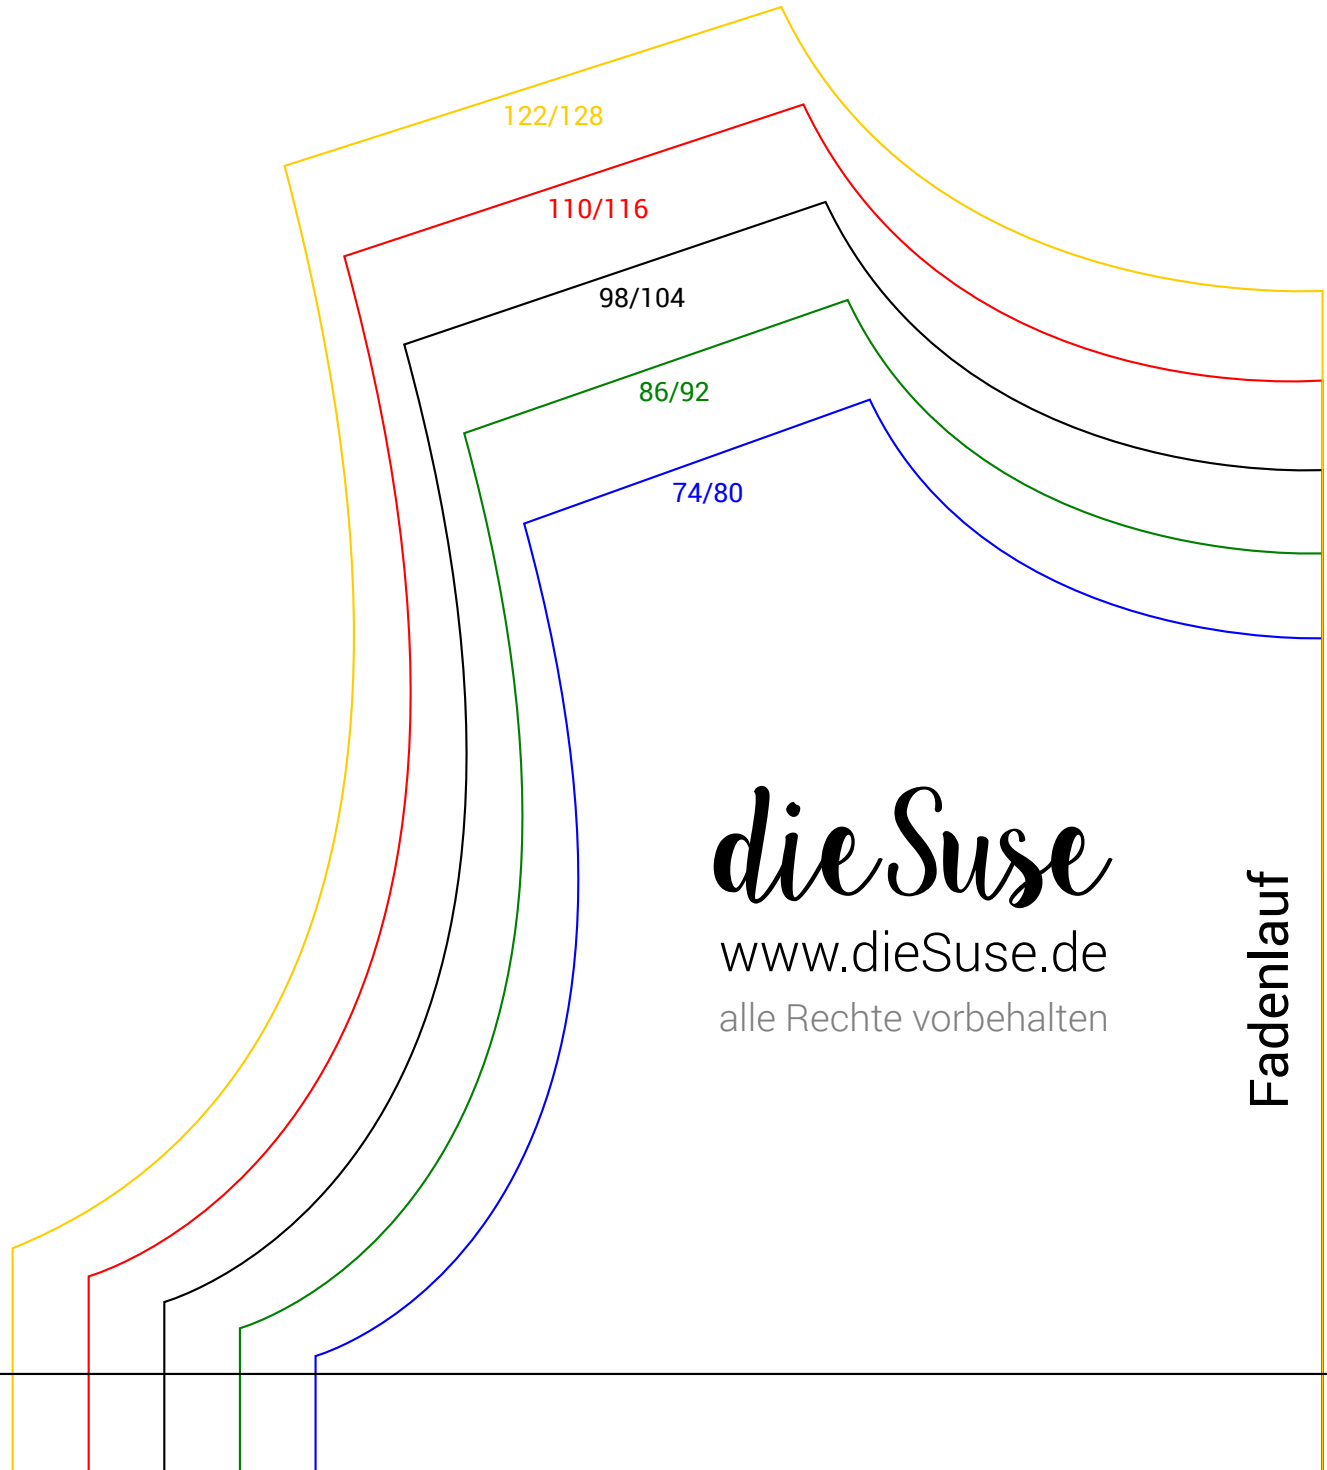 122/128
110/116
98/104
86/92
74/80
dieSuse
www.dieSuse.de
alle Rechte vorbehalten
Fadenlauf